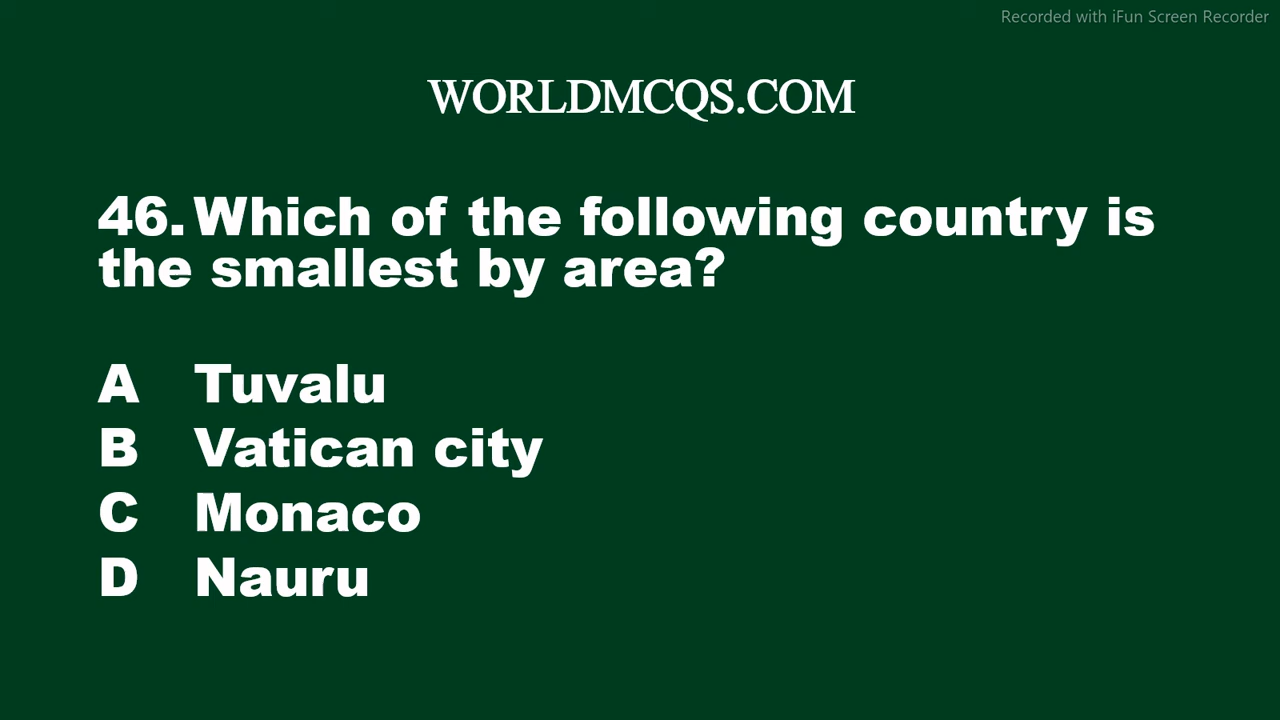 Recorded with iFun Screen Recorder
WORLDMCQS.COM
46. Which of the following country is
the smallest by area?
A Tuvalu
B Vatican city
C Monaco
D Nauru